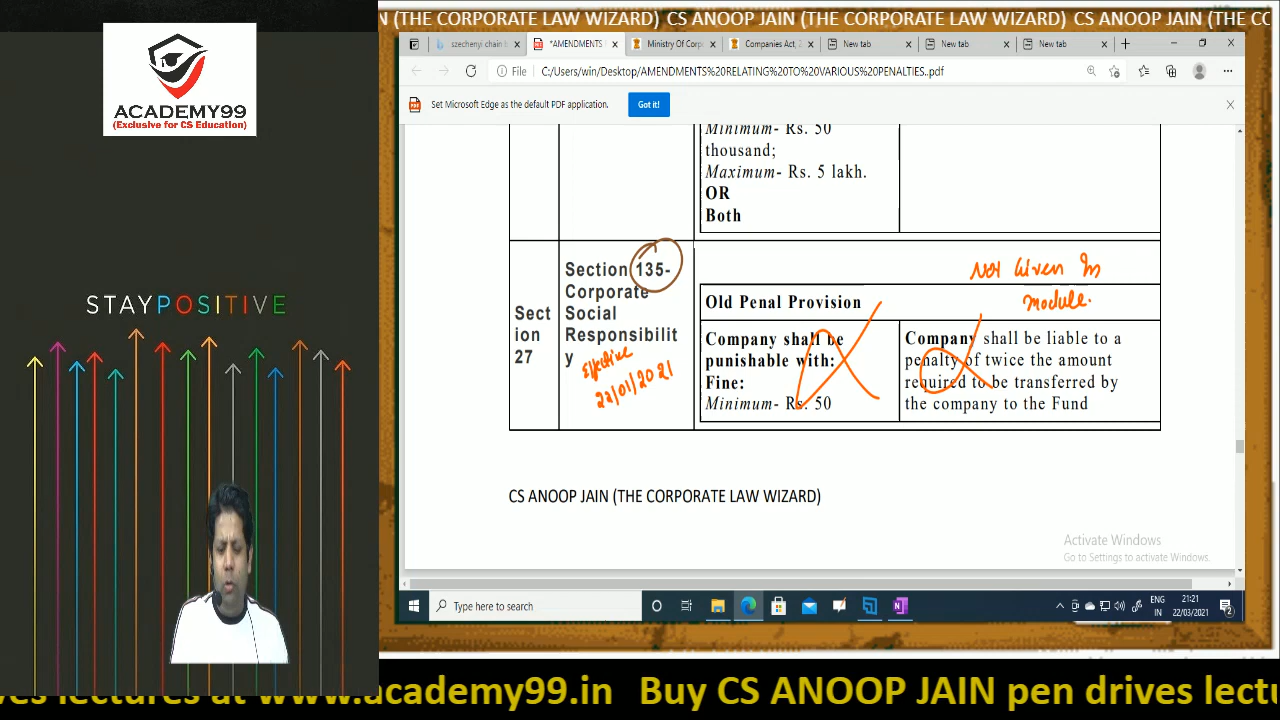 N (THE CORPORATE LAW WIZARD) CS ANOOP JAIN (THE CORPORATE LAW WIZARD) CS ANOOP JAIN (THE CO
ACADEMY99
(Exclusive for CS Education)
STAYPOSITIVE
szechenyi chain b
*AMENDMENTS
Ministry Of Corp
Companies Act, 2
New tab
New tab
New tab
File
C:/Users/win/Desktop/AMENDMENTS%20RELATING%20TO%20VARIOUS%20PENALTIES..pdf
Set Microsoft Edge as the default PDF application.
Got it!
Minimum- Rs. 50
thousand;
Maximum- Rs. 5 lakh.
OR
Both
Sect
ion
27
Section 135-
Corporate
Social
Responsibilit
y
Effective
22/01/2021
Not Given In
module.
Old Penal Provision
Company shall be
punishable with:
Fine:
Minimum- Rs. 50
Company shall be liable to a
penalty of twice the amount
required to be transferred by
the company to the Fund
CS ANOOP JAIN (THE CORPORATE LAW WIZARD)
Activate Windows
Go to Settings to activate Windows.
Type here to search
ENG
IN
21:21
22/03/2021
2
ves lectures at www.academy99.in Buy CS ANOOP JAIN pen drives lectu